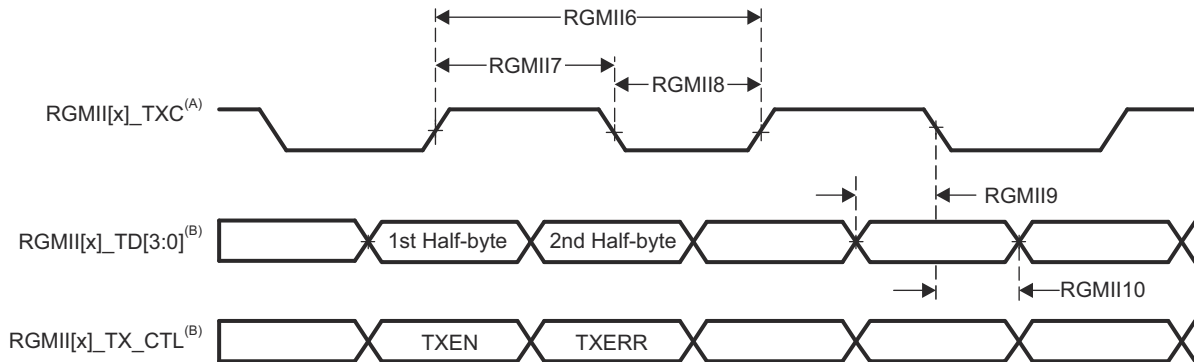 RGMII6
RGMII7
RGMII8
RGMII[x]_TXC(A)
RGMII9
RGMII[x]_TD[3:0](B)
1st Half-byte
2nd Half-byte
RGMII10
RGMII[x]_TX_CTL(B)
TXEN
TXERR